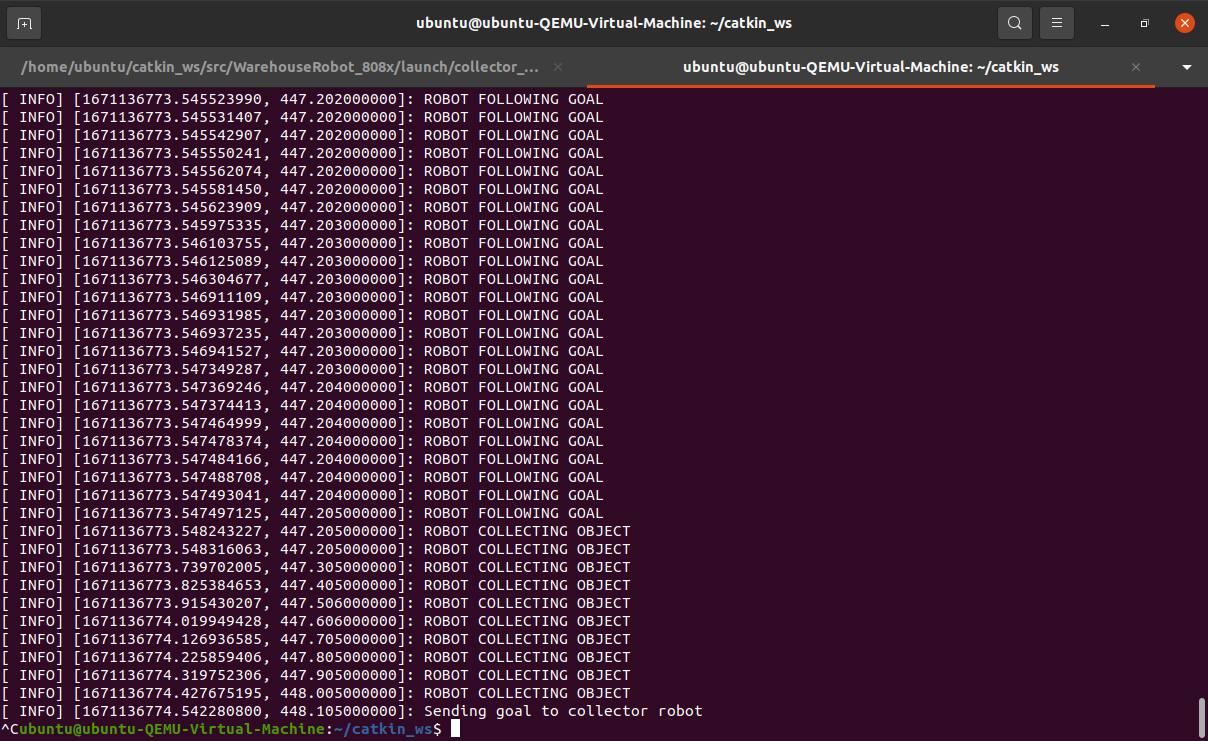 ubuntu@ubuntu-QEMU-Virtual-Machine: ~/catkin_ws
/home/ubuntu/catkin_ws/src/WarehouseRobot_808x/launch/collector_...
ubuntu@ubuntu-QEMU-Virtual-Machine: ~/catkin_ws
[ INFO] [1671136773.545523990, 447.202000000]: ROBOT FOLLOWING GOAL
[ INFO] [1671136773.545531407, 447.202000000]: ROBOT FOLLOWING GOAL
[ INFO] [1671136773.545542907, 447.202000000]: ROBOT FOLLOWING GOAL
[ INFO] [1671136773.545550241, 447.202000000]: ROBOT FOLLOWING GOAL
[ INFO] [1671136773.545562074, 447.202000000]: ROBOT FOLLOWING GOAL
[ INFO] [1671136773.545581450, 447.202000000]: ROBOT FOLLOWING GOAL
[ INFO] [1671136773.545623909, 447.202000000]: ROBOT FOLLOWING GOAL
[ INFO] [1671136773.545975335, 447.203000000]: ROBOT FOLLOWING GOAL
[ INFO] [1671136773.546103755, 447.203000000]: ROBOT FOLLOWING GOAL
[ INFO] [1671136773.546125089, 447.203000000]: ROBOT FOLLOWING GOAL
[ INFO] [1671136773.546304677, 447.203000000]: ROBOT FOLLOWING GOAL
[ INFO] [1671136773.546911109, 447.203000000]: ROBOT FOLLOWING GOAL
[ INFO] [1671136773.546931985, 447.203000000]: ROBOT FOLLOWING GOAL
[ INFO] [1671136773.546937235, 447.203000000]: ROBOT FOLLOWING GOAL
[ INFO] [1671136773.546941527, 447.203000000]: ROBOT FOLLOWING GOAL
[ INFO] [1671136773.547349287, 447.203000000]: ROBOT FOLLOWING GOAL
[ INFO] [1671136773.547369246, 447.204000000]: ROBOT FOLLOWING GOAL
[ INFO] [1671136773.547374413, 447.204000000]: ROBOT FOLLOWING GOAL
[ INFO] [1671136773.547464999, 447.204000000]: ROBOT FOLLOWING GOAL
[ INFO] [1671136773.547478374, 447.204000000]: ROBOT FOLLOWING GOAL
[ INFO] [1671136773.547484166, 447.204000000]: ROBOT FOLLOWING GOAL
[ INFO] [1671136773.547488708, 447.204000000]: ROBOT FOLLOWING GOAL
[ INFO] [1671136773.547493041, 447.204000000]: ROBOT FOLLOWING GOAL
[ INFO] [1671136773.547497125, 447.205000000]: ROBOT FOLLOWING GOAL
[ INFO] [1671136773.548243227, 447.205000000]: ROBOT COLLECTING OBJECT
[ INFO] [1671136773.548316063, 447.205000000]: ROBOT COLLECTING OBJECT
[ INFO] [1671136773.739702005, 447.305000000]: ROBOT COLLECTING OBJECT
[ INFO] [1671136773.825384653, 447.405000000]: ROBOT COLLECTING OBJECT
[ INFO] [1671136773.915430207, 447.506000000]: ROBOT COLLECTING OBJECT
[ INFO] [1671136774.019949428, 447.606000000]: ROBOT COLLECTING OBJECT
[ INFO] [1671136774.126936585, 447.705000000]: ROBOT COLLECTING OBJECT
[ INFO] [1671136774.225859406, 447.805000000]: ROBOT COLLECTING OBJECT
[ INFO] [1671136774.319752306, 447.905000000]: ROBOT COLLECTING OBJECT
[ INFO] [1671136774.427675195, 448.005000000]: ROBOT COLLECTING OBJECT
[ INFO] [1671136774.542280800, 448.105000000]: Sending goal to collector robot
^Cubuntu@ubuntu-QEMU-Virtual-Machine:~/catkin_ws$